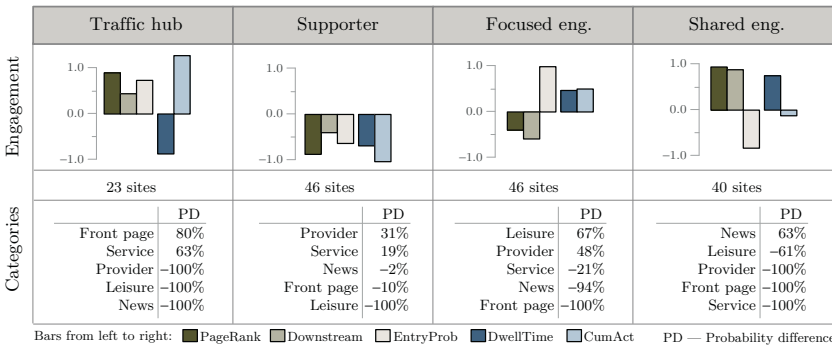 Traffic hub Supporter Focused eng. Shared eng.
Engagement
1.0 0.0 −1.0
1.0 0.0 −1.0
1.0 0.0 −1.0
1.0 0.0 −1.0
23 sites 46 sites 46 sites 40 sites
Categories
PD
Front page 80%
Service 63%
Provider −100%
Leisure −100%
News −100%
PD
Provider 31%
Service 19%
News −2%
Front page −10%
Leisure −100%
PD
Leisure 67%
Provider 48%
Service −21%
News −94%
Front page −100%
PD
News 63%
Leisure −61%
Provider −100%
Front page −100%
Service −100%
Bars from left to right: PageRank Downstream EntryProb DwellTime CumAct PD — Probability difference